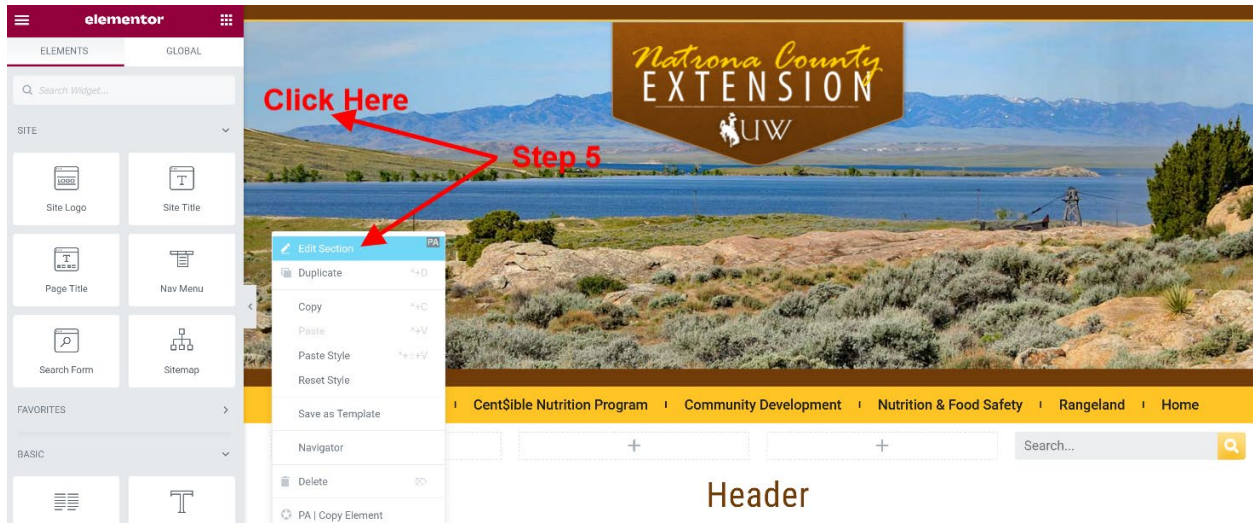 elementor
ELEMENTS GLOBAL
Search Widget...
SITE
LOGO
Site Logo
T
Site Title
T
Page Title
Nav Menu
Search Form
Sitemap
FAVORITES
BASIC
T
Natrona County
EXTENSION
UW
Click Here
Step 5
Edit Section PA
Duplicate ^+D
Copy ^+C
Paste ^+V
Paste Style ^+⇧+V
Reset Style
Save as Template
Navigator
Delete ⌦
PA | Copy Element
Cent$ible Nutrition Program Community Development Nutrition & Food Safety Rangeland Home
Search...
Header